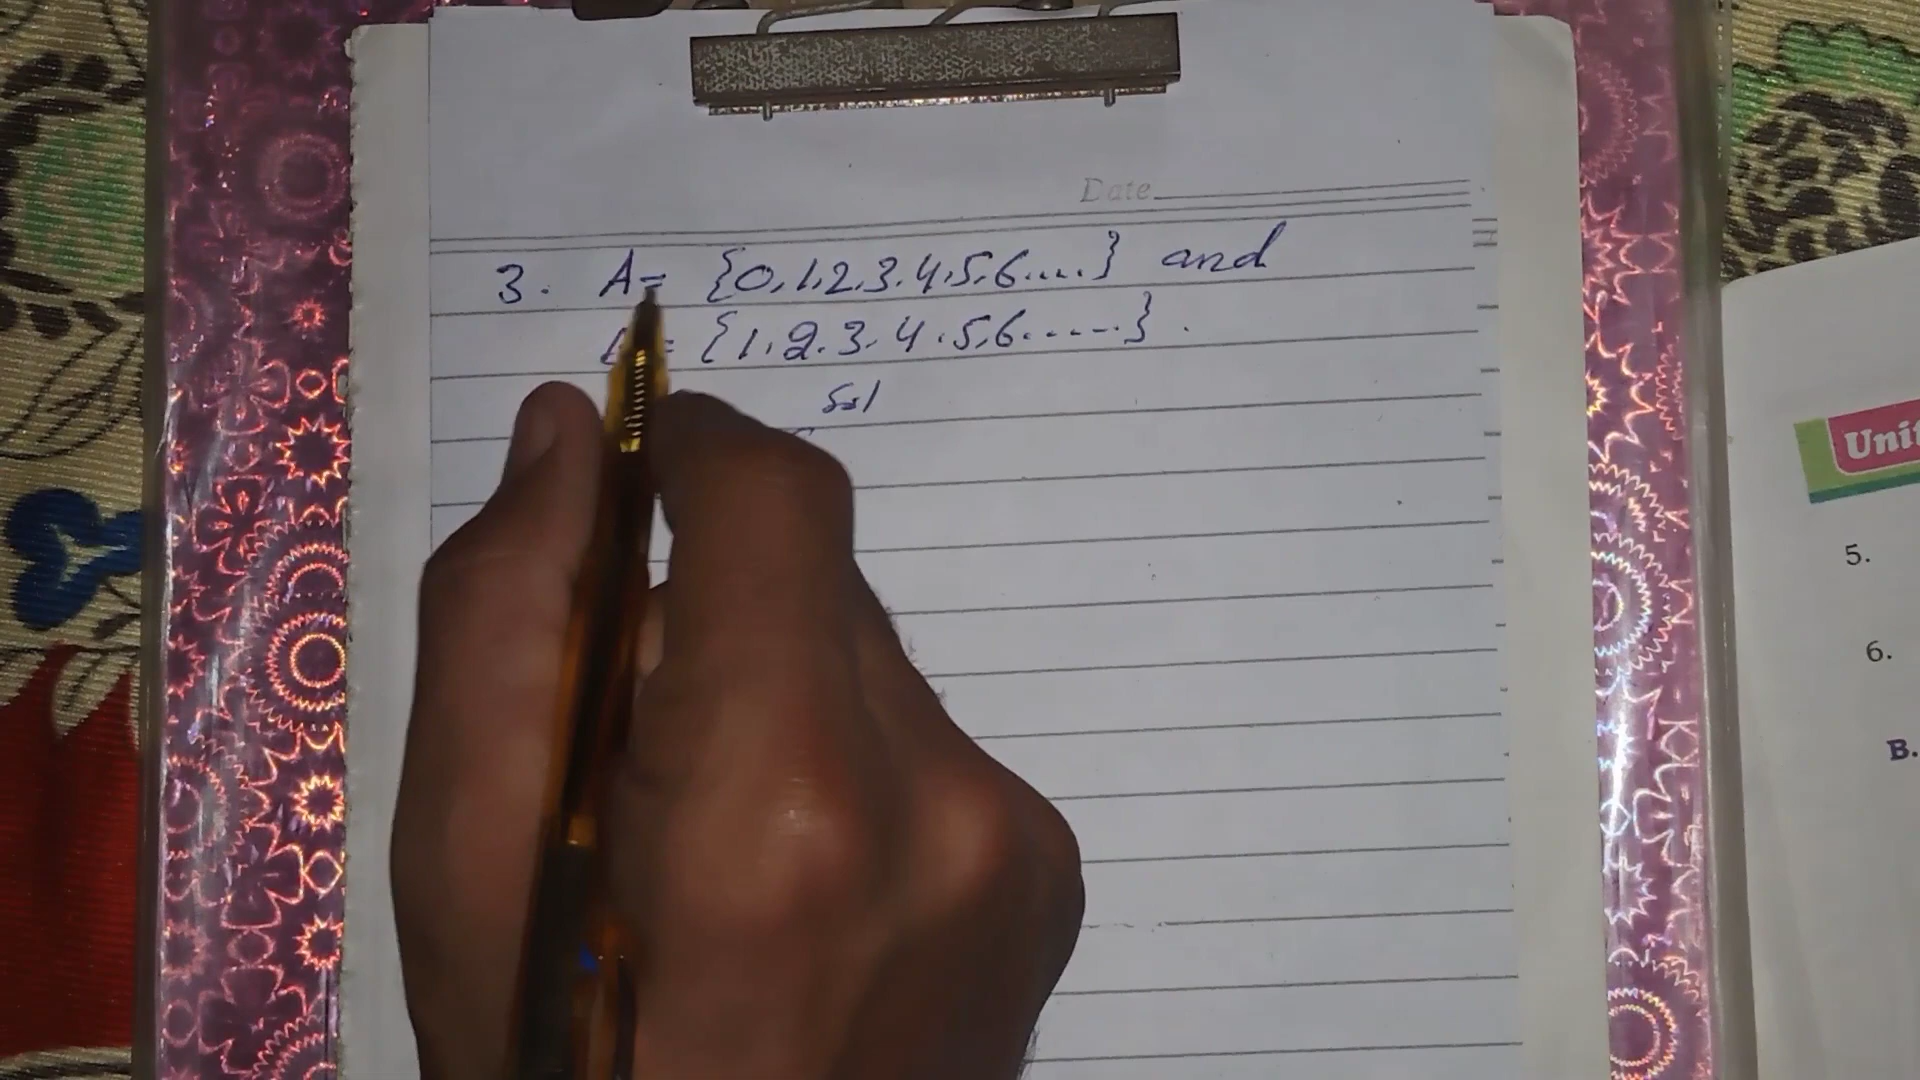 Date
3. A= {0,1,2,3,4,5,6....} and
= {1,2,3,4,5,6......}.
Sol
Unit
5.
6.
B.